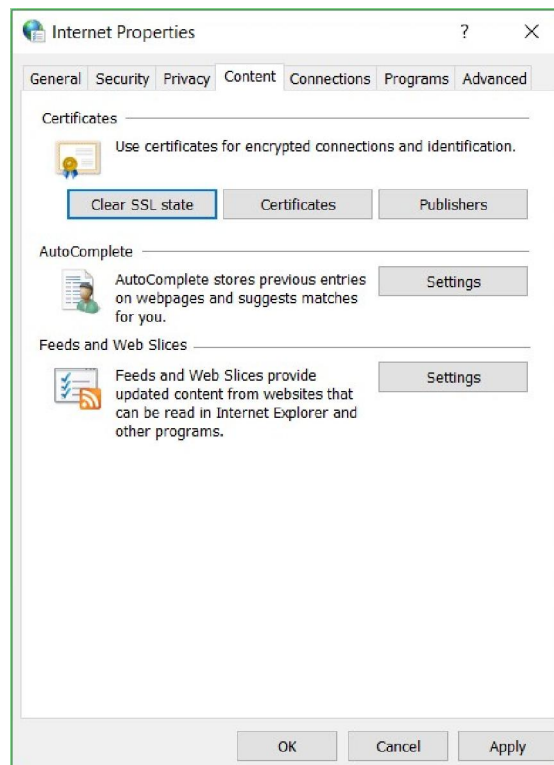 Internet Properties ?
General Security Privacy Content Connections Programs Advanced
Certificates
Use certificates for encrypted connections and identification.
Clear SSL state Certificates Publishers
AutoComplete
AutoComplete stores previous entries
on webpages and suggests matches
for you.
Settings
Feeds and Web Slices
Feeds and Web Slices provide
updated content from websites that
can be read in Internet Explorer and
other programs.
Settings
OK Cancel Apply